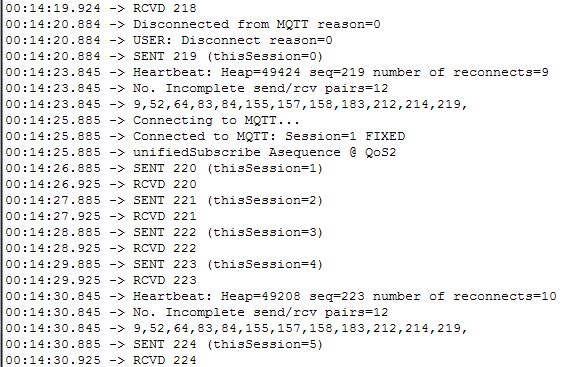 00:14:19.924 -> RCVD 218
00:14:20.884 -> Disconnected from MQTT reason=0
00:14:20.884 -> USER: Disconnect reason=0
00:14:20.884 -> SENT 219 (thisSession=0)
00:14:23.845 -> Heartbeat: Heap=49424 seq=219 number of reconnects=9
00:14:23.845 -> No. Incomplete send/rcv pairs=12
00:14:23.845 -> 9,52,64,83,84,155,157,158,183,212,214,219,
00:14:25.885 -> Connecting to MQTT...
00:14:25.885 -> Connected to MQTT: Session=1 FIXED
00:14:25.885 -> unifiedSubscribe Asequence @ QoS2
00:14:26.885 -> SENT 220 (thisSession=1)
00:14:26.925 -> RCVD 220
00:14:27.885 -> SENT 221 (thisSession=2)
00:14:27.925 -> RCVD 221
00:14:28.885 -> SENT 222 (thisSession=3)
00:14:28.925 -> RCVD 222
00:14:29.885 -> SENT 223 (thisSession=4)
00:14:29.925 -> RCVD 223
00:14:30.845 -> Heartbeat: Heap=49208 seq=223 number of reconnects=10
00:14:30.845 -> No. Incomplete send/rcv pairs=12
00:14:30.845 -> 9,52,64,83,84,155,157,158,183,212,214,219,
00:14:30.885 -> SENT 224 (thisSession=5)
00:14:30.925 -> RCVD 224